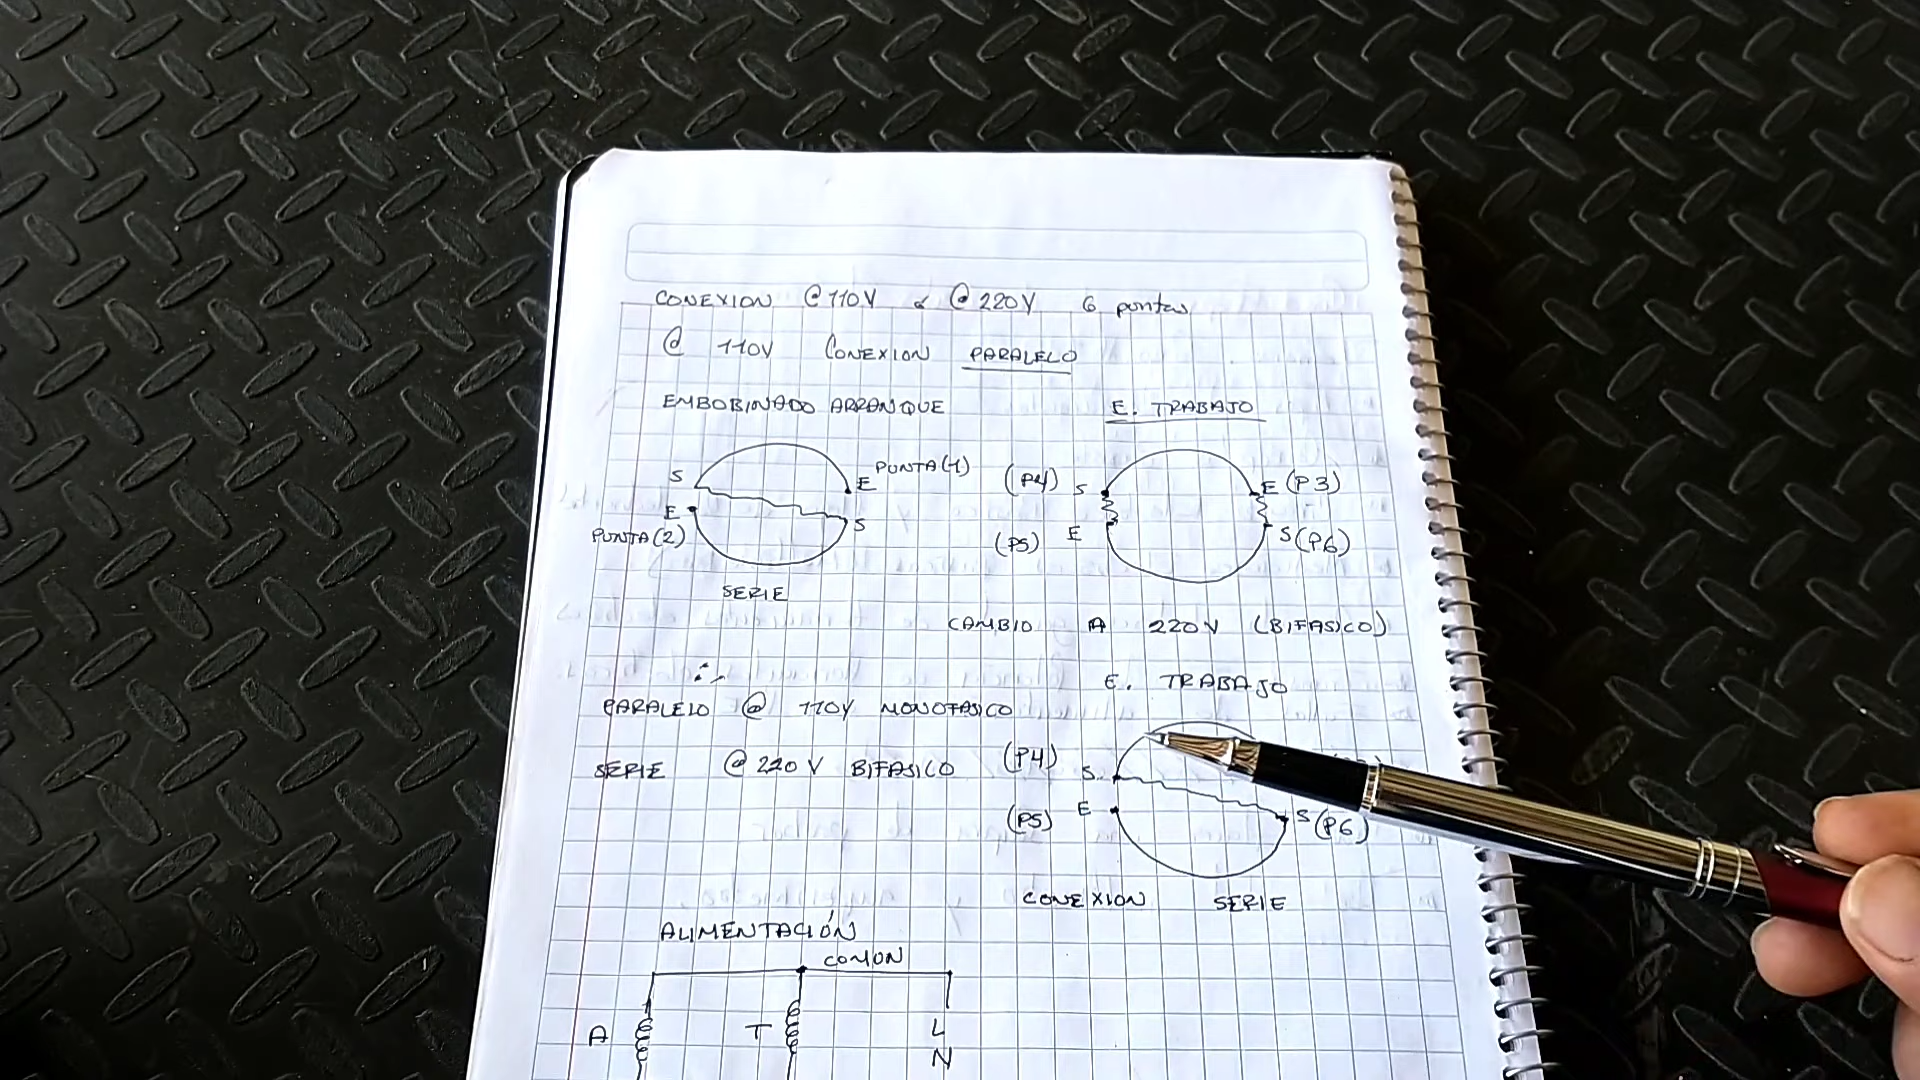 CONEXION @ 110V & @ 220V 6 puntas
@ 110V CONEXION PARALELO
EMBOBINADO ARRANQUE
E. TRABAJO
S E PUNTA(1)
E S
PUNTA(2)
SERIE
(P4) S E (P3)
(P5) E S (P6)
CAMBIO A 220V (BIFASICO)
PARALELO @ 110V MONOFASICO
SERIE @ 220V BIFASICO
E. TRABAJO
(P4) S
(P5) E S (P6)
CONEXION SERIE
ALIMENTACIÓN
COMUN
A T L
N